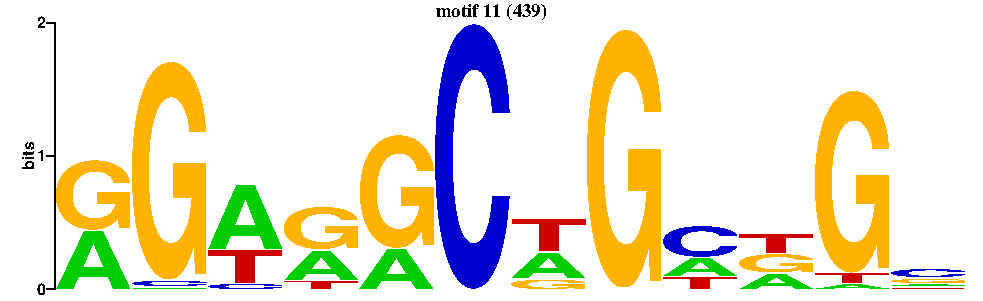 motif 11 (439)
2
1
0
bits
G G A G G C T G C T G C
A C T A A A A G T T
A C T G T A A G